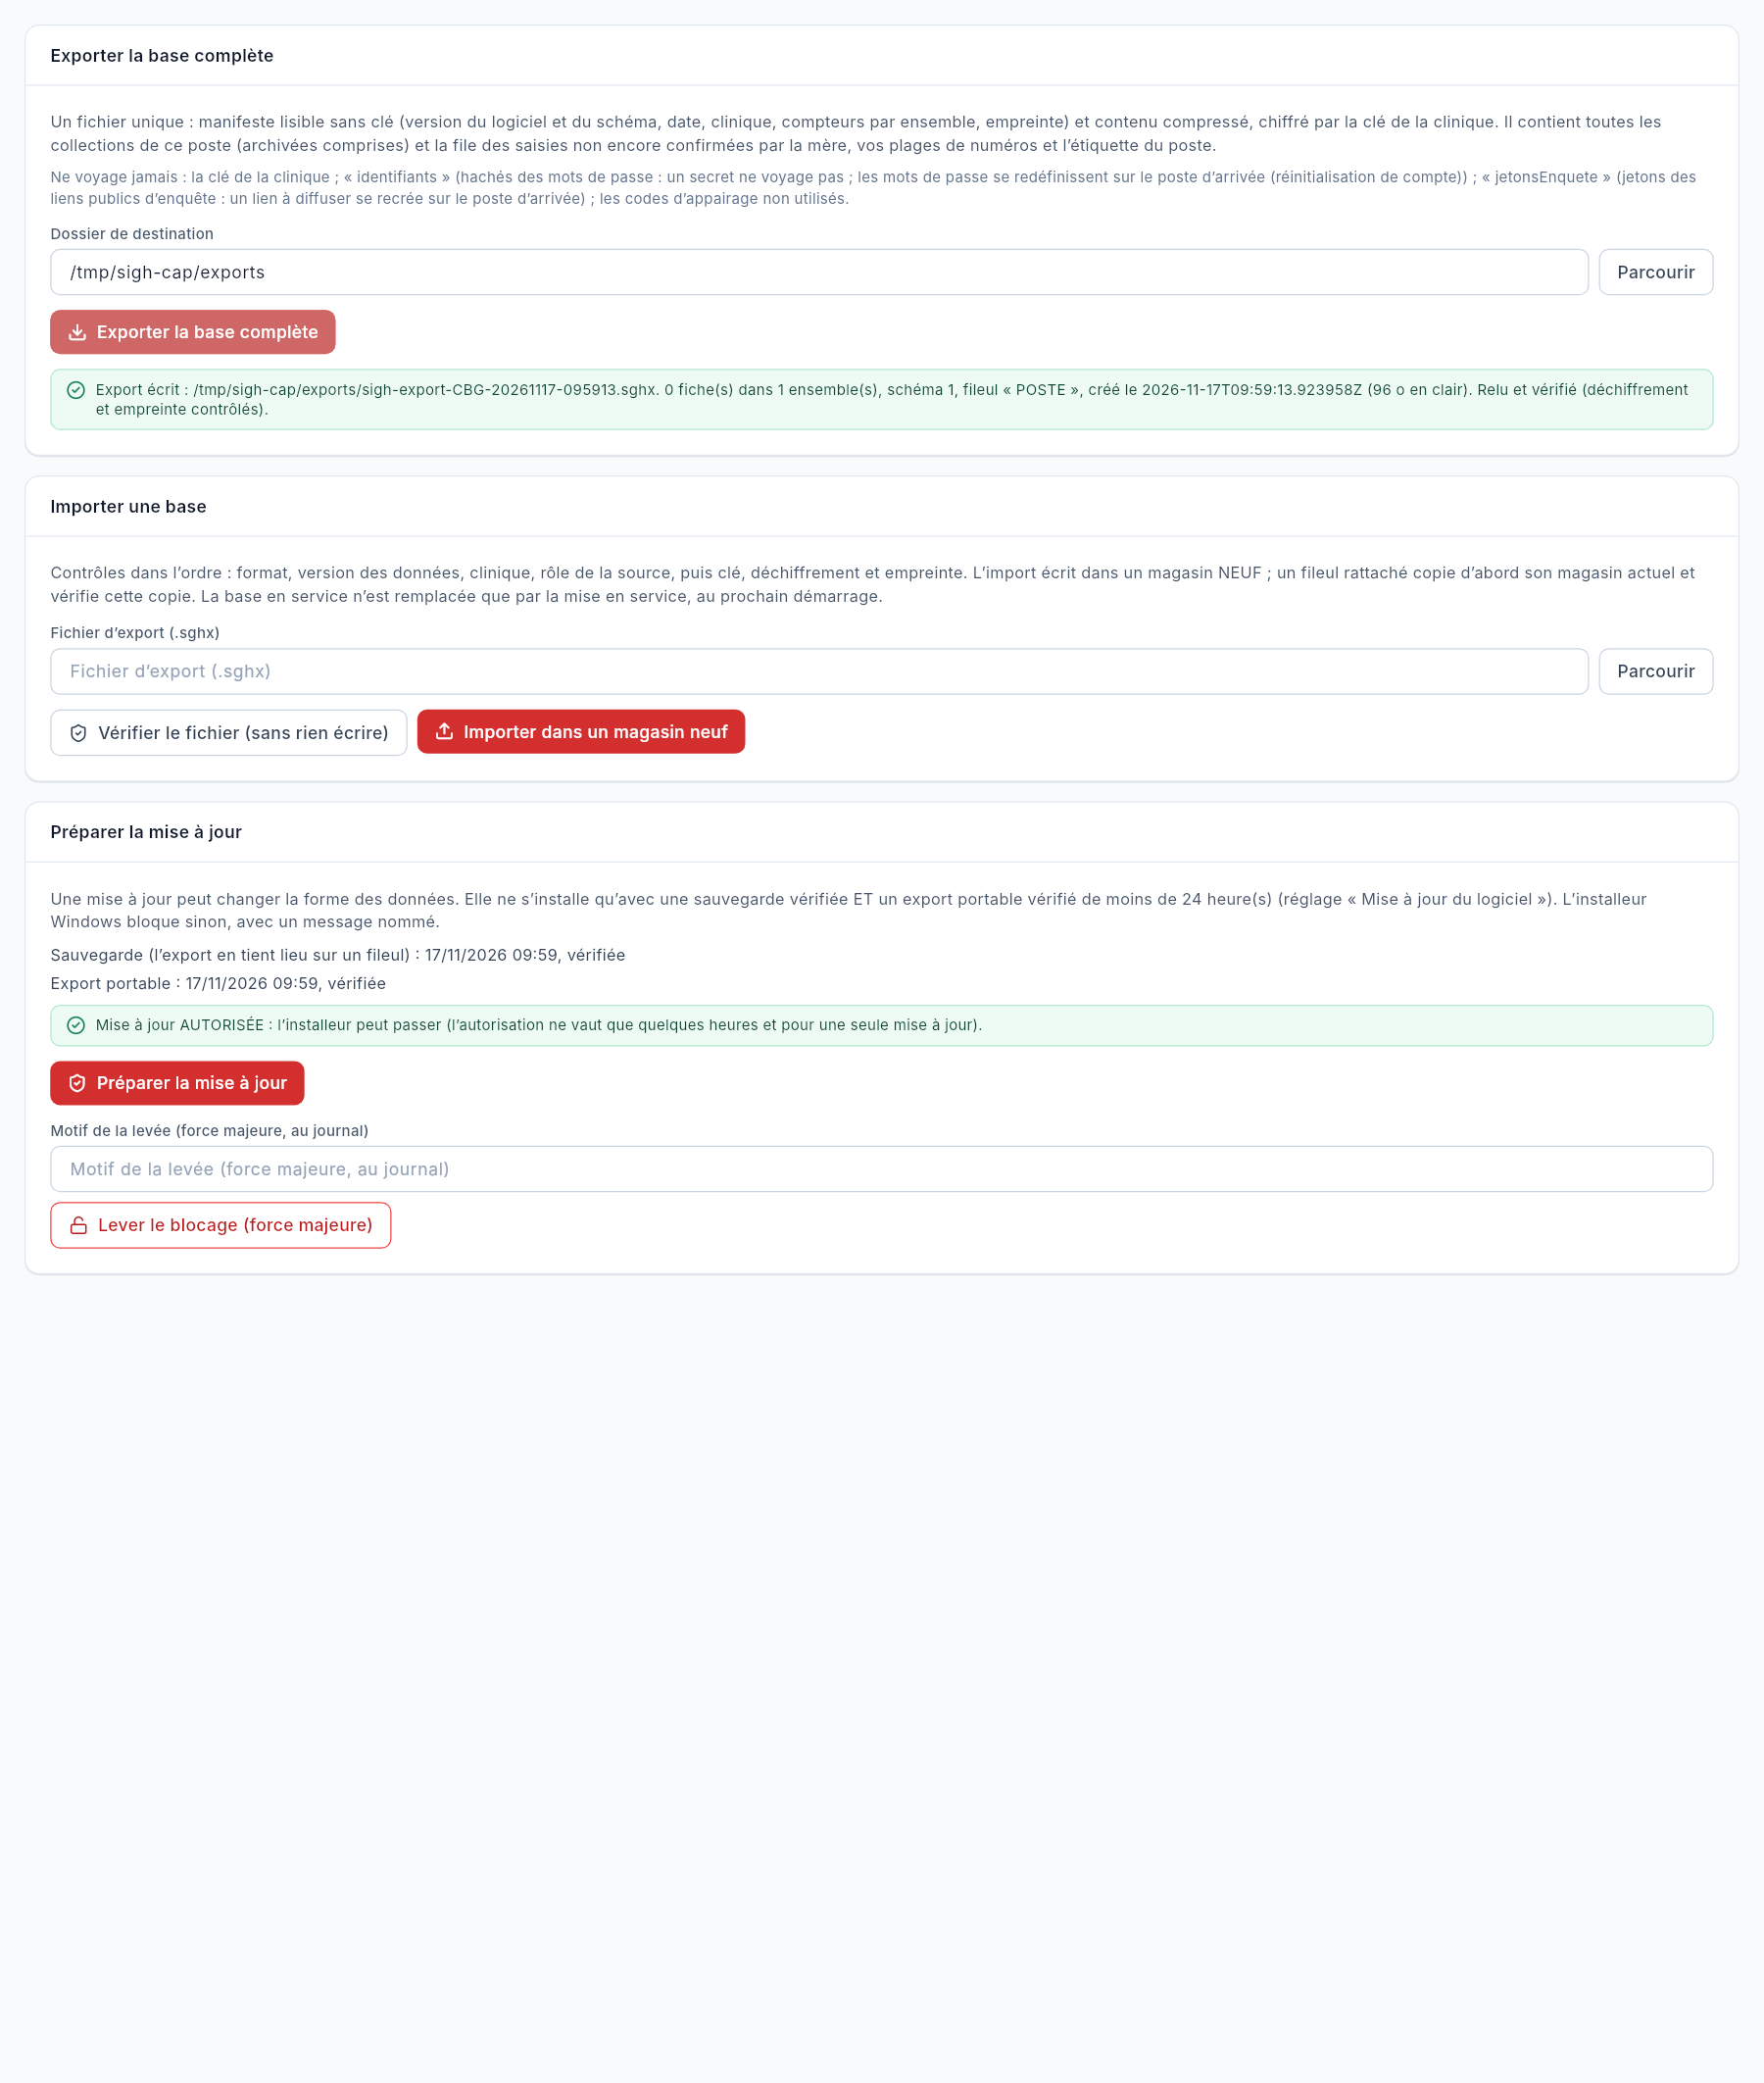 Exporter la base complète
Un fichier unique : manifeste lisible sans clé (version du logiciel et du schéma, date, clinique, compteurs par ensemble, empreinte) et contenu compressé, chiffré par la clé de la clinique. Il contient toutes les
collections de ce poste (archivées comprises) et la file des saisies non encore confirmées par la mère, vos plages de numéros et l’étiquette du poste.
Ne voyage jamais : la clé de la clinique ; « identifiants » (hachés des mots de passe : un secret ne voyage pas ; les mots de passe se redéfinissent sur le poste d’arrivée (réinitialisation de compte)) ; « jetonsEnquete » (jetons des
liens publics d’enquête : un lien à diffuser se recrée sur le poste d’arrivée) ; les codes d’appairage non utilisés.
Dossier de destination
/tmp/sigh-cap/exports
Parcourir
Exporter la base complète
Export écrit : /tmp/sigh-cap/exports/sigh-export-CBG-20261117-095913.sghx. 0 fiche(s) dans 1 ensemble(s), schéma 1, fileul « POSTE », créé le 2026-11-17T09:59:13.923958Z (96 o en clair). Relu et vérifié (déchiffrement
et empreinte contrôlés).
Importer une base
Contrôles dans l’ordre : format, version des données, clinique, rôle de la source, puis clé, déchiffrement et empreinte. L’import écrit dans un magasin NEUF ; un fileul rattaché copie d’abord son magasin actuel et
vérifie cette copie. La base en service n’est remplacée que par la mise en service, au prochain démarrage.
Fichier d’export (.sghx)
Fichier d’export (.sghx)
Parcourir
Vérifier le fichier (sans rien écrire)
Importer dans un magasin neuf
Préparer la mise à jour
Une mise à jour peut changer la forme des données. Elle ne s’installe qu’avec une sauvegarde vérifiée ET un export portable vérifié de moins de 24 heure(s) (réglage « Mise à jour du logiciel »). L’installeur
Windows bloque sinon, avec un message nommé.
Sauvegarde (l’export en tient lieu sur un fileul) : 17/11/2026 09:59, vérifiée
Export portable : 17/11/2026 09:59, vérifiée
Mise à jour AUTORISÉE : l’installeur peut passer (l’autorisation ne vaut que quelques heures et pour une seule mise à jour).
Préparer la mise à jour
Motif de la levée (force majeure, au journal)
Motif de la levée (force majeure, au journal)
Lever le blocage (force majeure)